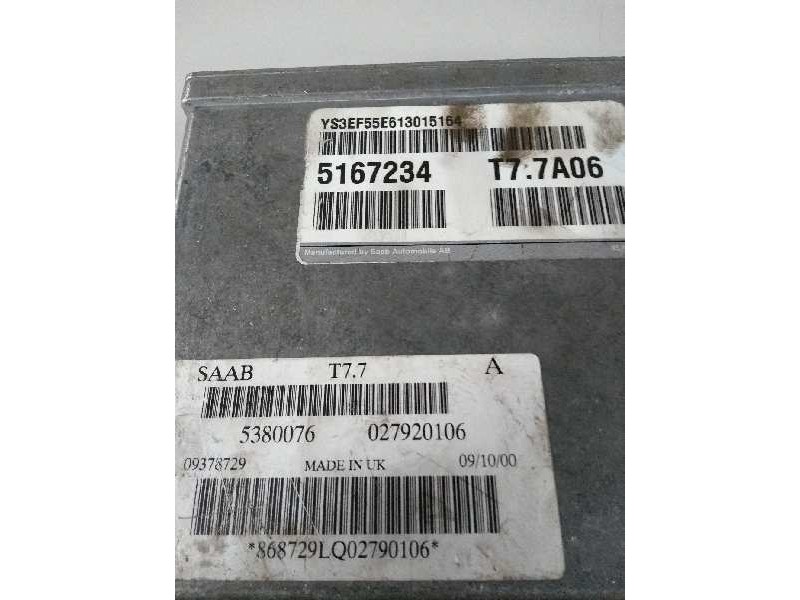 YS3EF55E613015164
5167234 T7.7A06
Manufactured by Saab Automobile AB
SAAB T7.7 A
5380076 027920106
09378729 MADE IN UK 09/10/00
*868729LQ02790106*